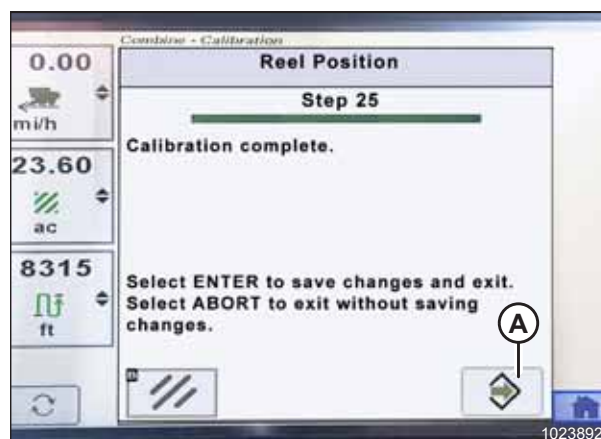 Combine - Calibration
0.00
mi/h
23.60
ac
8315
ft
Reel Position
Step 25
Calibration complete.
Select ENTER to save changes and exit.
Select ABORT to exit without saving
changes.
A
1023892